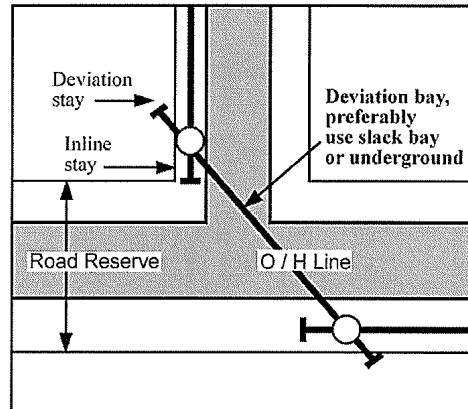 Deviation
stay
Inline
stay
Deviation bay,
preferably
use slack bay
or underground
Road Reserve
O / H Line